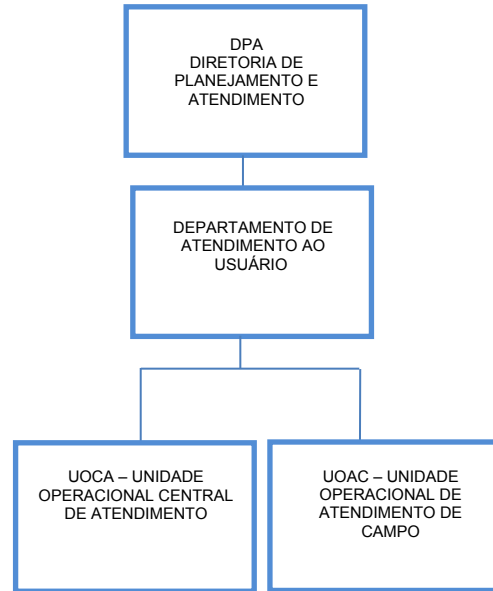 DPA
DIRETORIA DE
PLANEJAMENTO E
ATENDIMENTO
DEPARTAMENTO DE
ATENDIMENTO AO
USUÁRIO
UOCA – UNIDADE
OPERACIONAL CENTRAL
DE ATENDIMENTO
UOAC – UNIDADE
OPERACIONAL DE
ATENDIMENTO DE
CAMPO